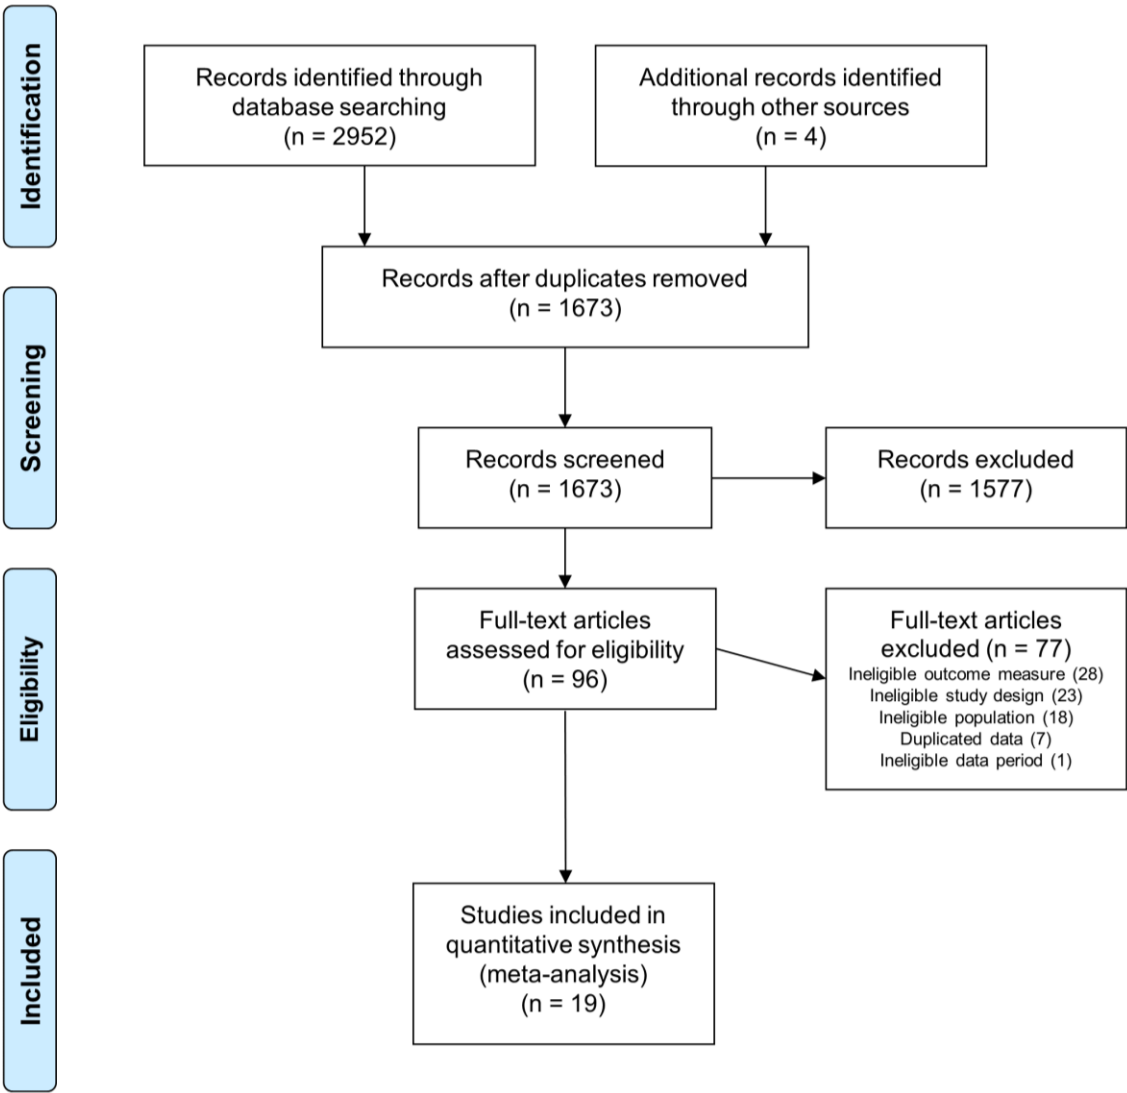 Identification
Records identified through
database searching
(n = 2952)
Additional records identified
through other sources
(n = 4)
Records after duplicates removed
(n = 1673)
Screening
Records screened
(n = 1673)
Records excluded
(n = 1577)
Eligibility
Full-text articles
assessed for eligibility
(n = 96)
Full-text articles
excluded (n = 77)
Ineligible outcome measure (28)
Ineligible study design (23)
Ineligible population (18)
Duplicated data (7)
Ineligible data period (1)
Included
Studies included in
quantitative synthesis
(meta-analysis)
(n = 19)